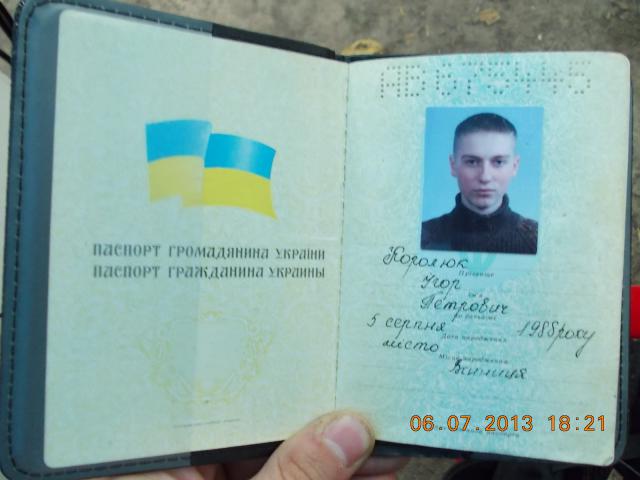 ПАСПОРТ ГРОМАДЯНИНА УКРАЇНИ
ПАСПОРТ ГРАЖДАНИНА УКРАИНЫ
АВ 675445
Королюк
Прізвище
Ігор
Ім'я
Петрович
По батькові
5 серпня 1988 року
Дата народження
місто
Місце народження
Вінниця
06.07.2013 18:21